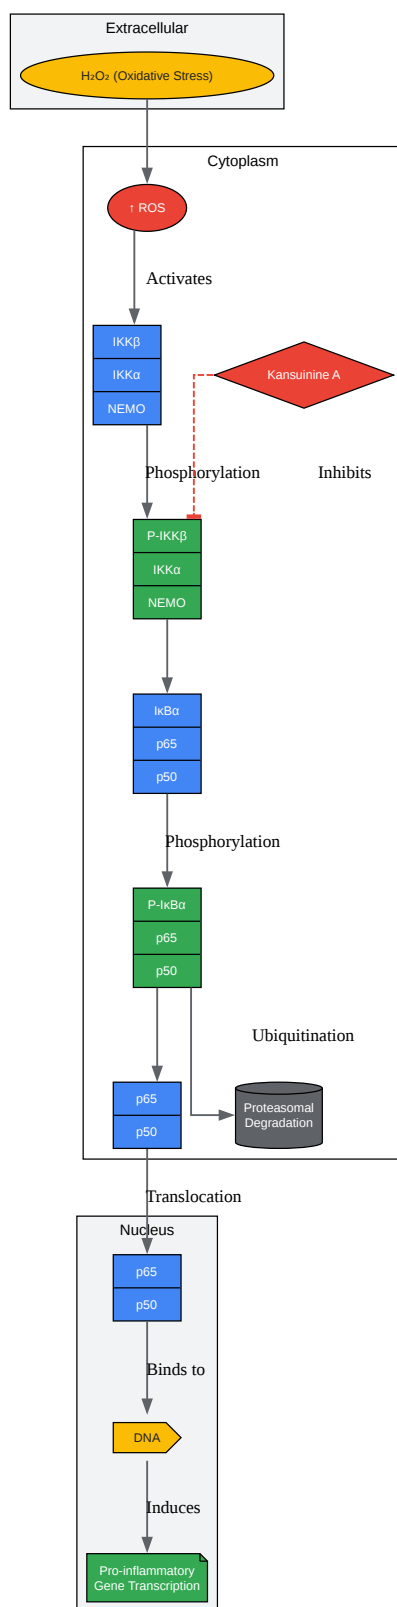 Extracellular
H₂O₂ (Oxidative Stress)
Cytoplasm
↑ ROS
Activates
IKKβ
IKKα
NEMO
Kansuinine A
Phosphorylation
Inhibits
P-IKKβ
IKKα
NEMO
IκBα
p65
p50
Phosphorylation
P-IκBα
p65
p50
Ubiquitination
p65
p50
Proteasomal
Degradation
Translocation
Nucleus
p65
p50
Binds to
DNA
Induces
Pro-inflammatory
Gene Transcription